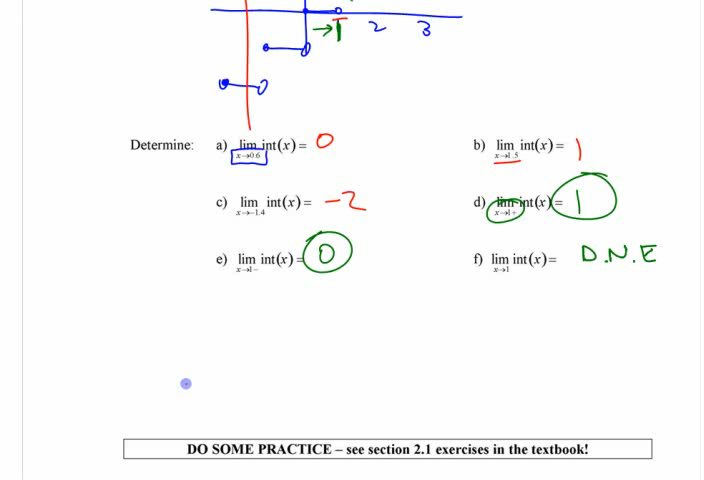 →1 2 3
Determine: a) lim int(x) = 0 b) lim int(x) = 1
x→0.6 x→1.5
c) lim int(x) = -2 d) lim int(x) = 1
x→-1.4 x→1+
e) lim int(x) = 0 f) lim int(x) = D.N.E
x→1- x→1
DO SOME PRACTICE – see section 2.1 exercises in the textbook!